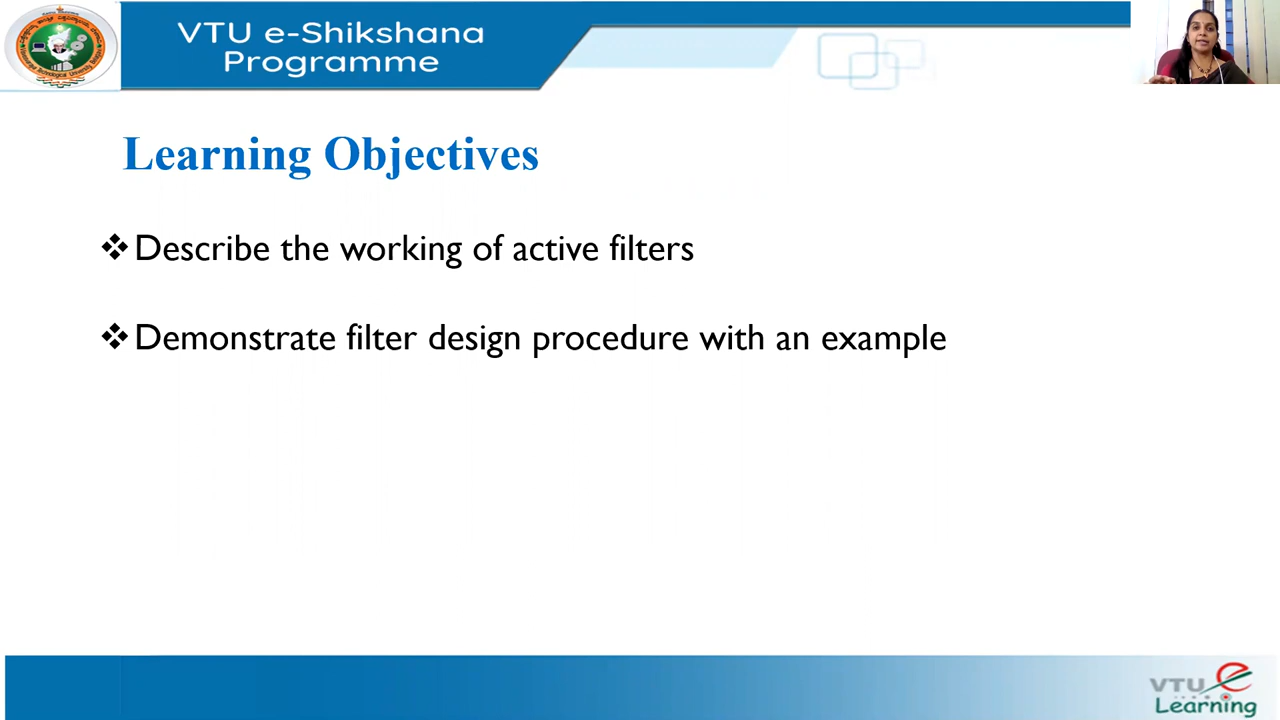 VTU e-Shikshana
Programme
Learning Objectives
❖Describe the working of active filters
❖Demonstrate filter design procedure with an example
VTU e
Learning